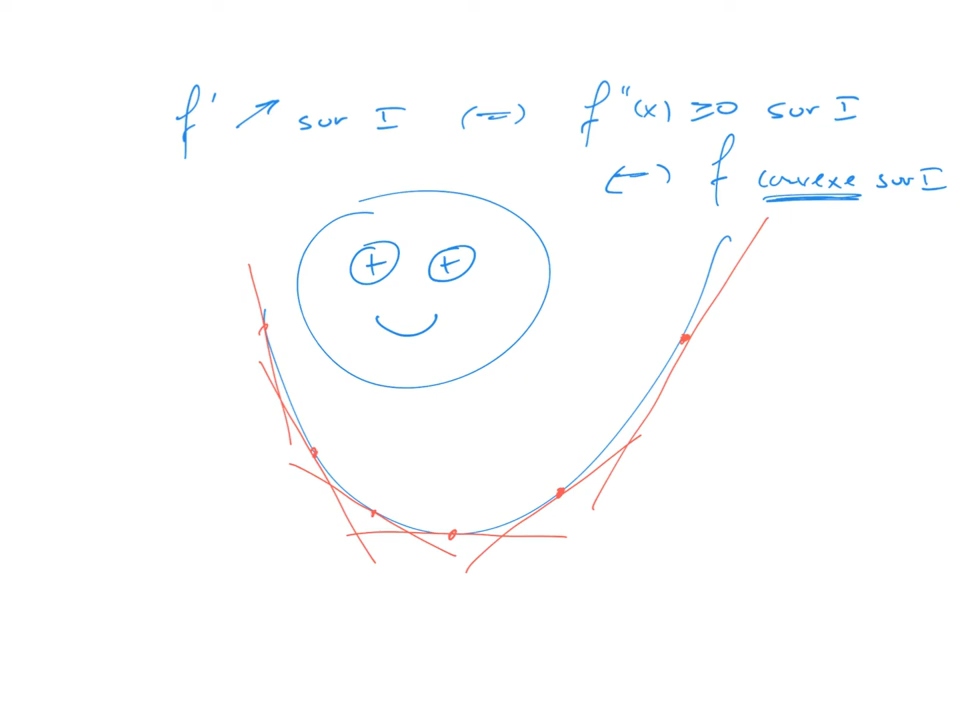 f' ↗ sur I (=) f''(x) ≥0 sur I
(=) f convexe sur I
+ +